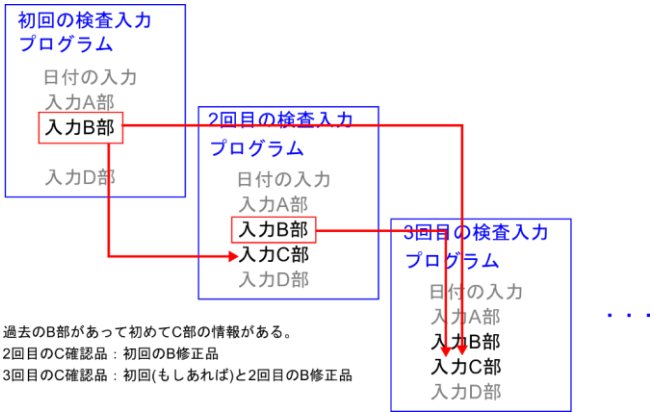 初回の検査入力
プログラム
日付の入力
入力A部
入力B部
入力D部
2回目の検査入力
プログラム
日付の入力
入力A部
入力B部
入力C部
入力D部
3回目の検査入力
プログラム
日付の入力
入力A部
入力B部
入力C部
入力D部
・・・
過去のB部があって初めてC部の情報がある。
2回目のC確認品：初回のB修正品
3回目のC確認品：初回(もしあれば)と2回目のB修正品